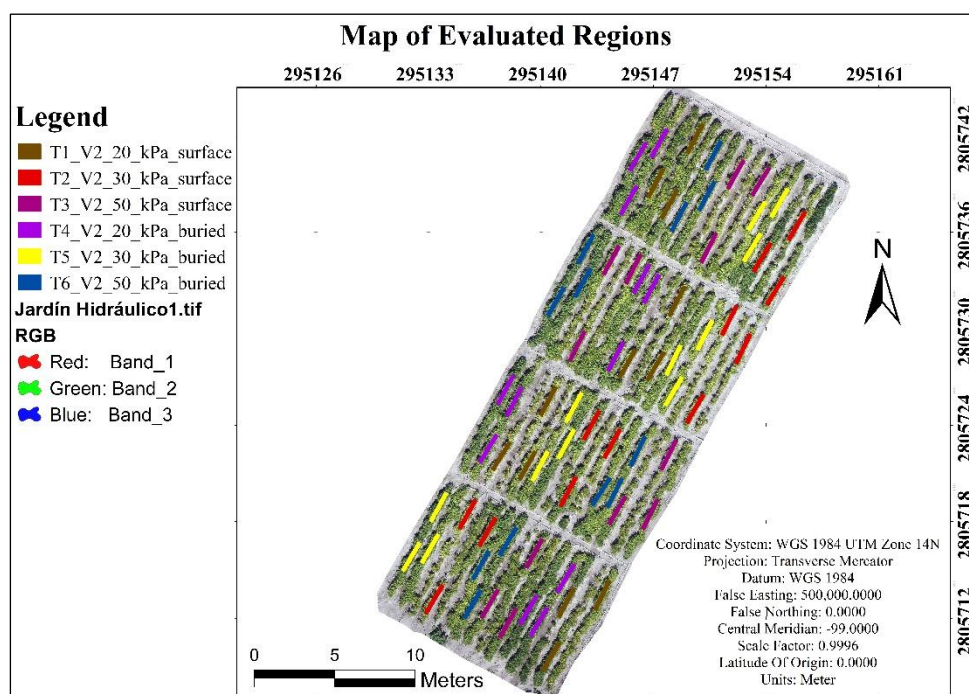 Map of Evaluated Regions
295126 295133 295140 295147 295154 295161
Legend
T1_V2_20_kPa_surface
T2_V2_30_kPa_surface
T3_V2_50_kPa_surface
T4_V2_20_kPa_buried
T5_V2_30_kPa_buried
T6_V2_50_kPa_buried
Jardín Hidráulico1.tif
RGB
Red: Band_1
Green: Band_2
Blue: Band_3
N
2805742
2805736
2805730
2805724
2805718
2805712
Coordinate System: WGS 1984 UTM Zone 14N
Projection: Transverse Mercator
Datum: WGS 1984
False Easting: 500,000.0000
False Northing: 0.0000
Central Meridian: -99.0000
Scale Factor: 0.9996
Latitude Of Origin: 0.0000
Units: Meter
0 5 10
Meters